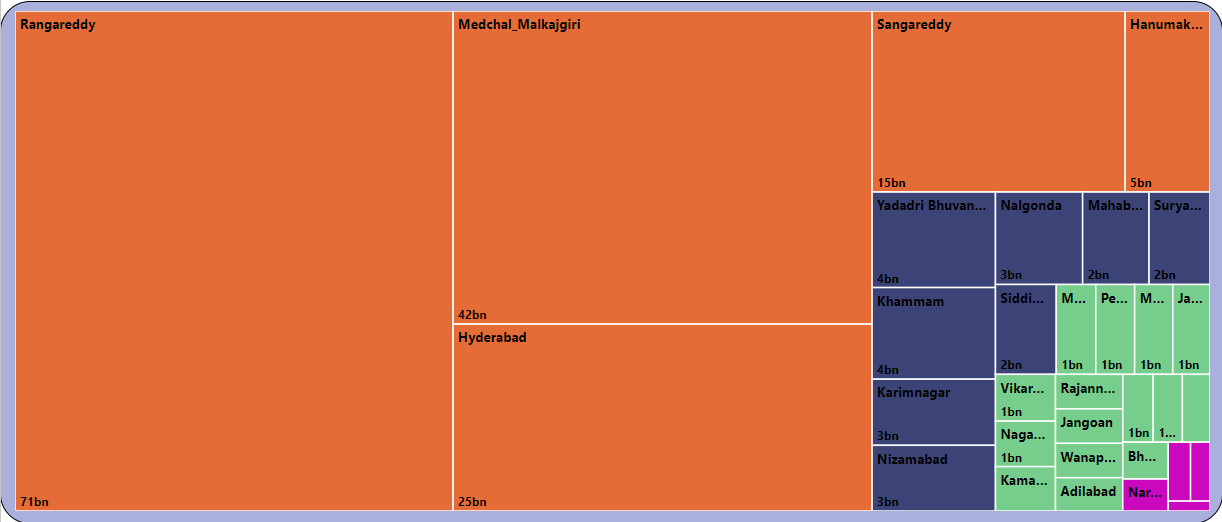 Rangareddy
71bn
Medchal_Malkajgiri
42bn
Hyderabad
25bn
Sangareddy
15bn
Hanumak...
5bn
Yadadri Bhuvan...
4bn
Khammam
4bn
Karimnagar
3bn
Nizamabad
3bn
Nalgonda
3bn
Mahab...
2bn
Surya...
2bn
Siddi...
2bn
M...
1bn
Pe...
1bn
M...
1bn
Ja...
1bn
Vikar...
1bn
Naga...
1bn
Kama...
Rajann...
Jangoan
Wanap...
Adilabad
1bn
1...
Bh...
Nar...